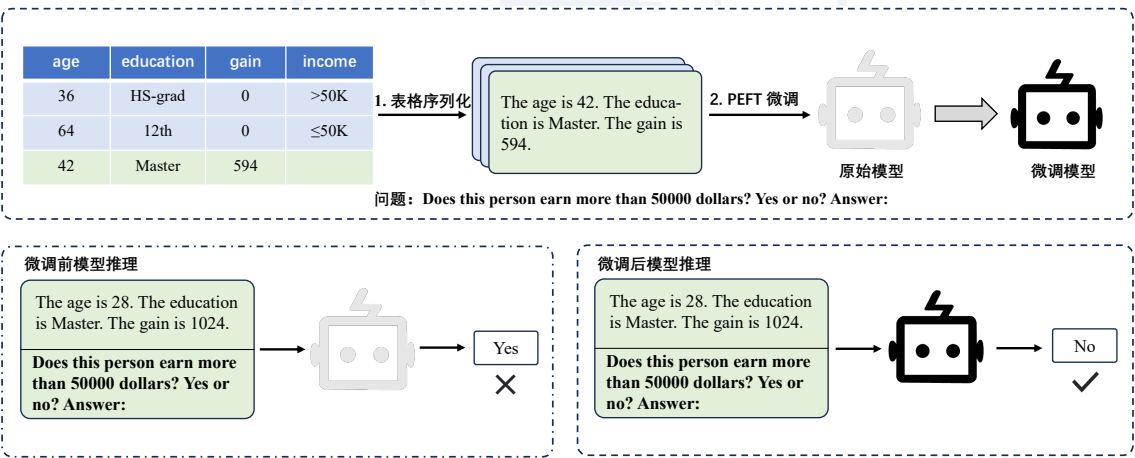 age education gain income
36 HS-grad 0 >50K
64 12th 0 ≤50K
42 Master 594
1. 表格序列化
The age is 42. The educa-
tion is Master. The gain is
594.
2. PEFT 微调
原始模型
微调模型
问题：Does this person earn more than 50000 dollars? Yes or no? Answer:
微调前模型推理
The age is 28. The education
is Master. The gain is 1024.
Does this person earn more
than 50000 dollars? Yes or
no? Answer:
Yes
微调后模型推理
The age is 28. The education
is Master. The gain is 1024.
Does this person earn more
than 50000 dollars? Yes or
no? Answer:
No